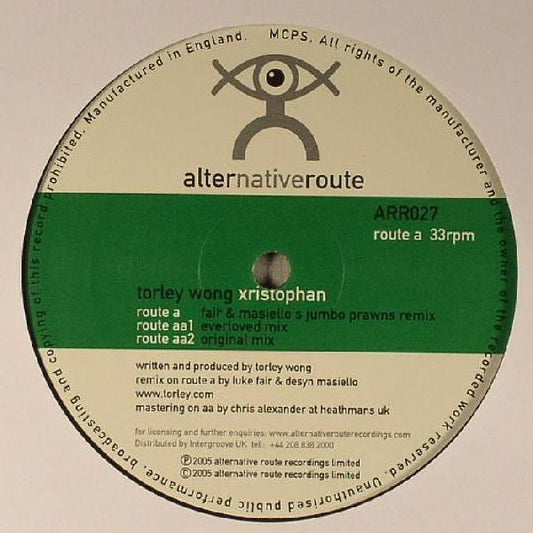 Manufactured in England. MCPS. All rights of the manufacturer and the owner of the recorded work reserved. Unauthorised public performance, broadcasting and copying of this record prohibited.
alternativeroute
ARR027
route a 33rpm
torley wong xristophan
route a fair & masiello's jumbo prawns remix
route aa1 everloved mix
route aa2 original mix
written and produced by torley wong
remix on route a by luke fair & desyn masiello
www.torley.com
mastering on aa by chris alexander at heathmans uk
for licensing and further enquiries: www.alternativerouterecordings.com
Distributed by Intergroove UK tel: +44 208 838 2000
Ⓟ 2005 alternative route recordings limited
© 2005 alternative route recordings limited